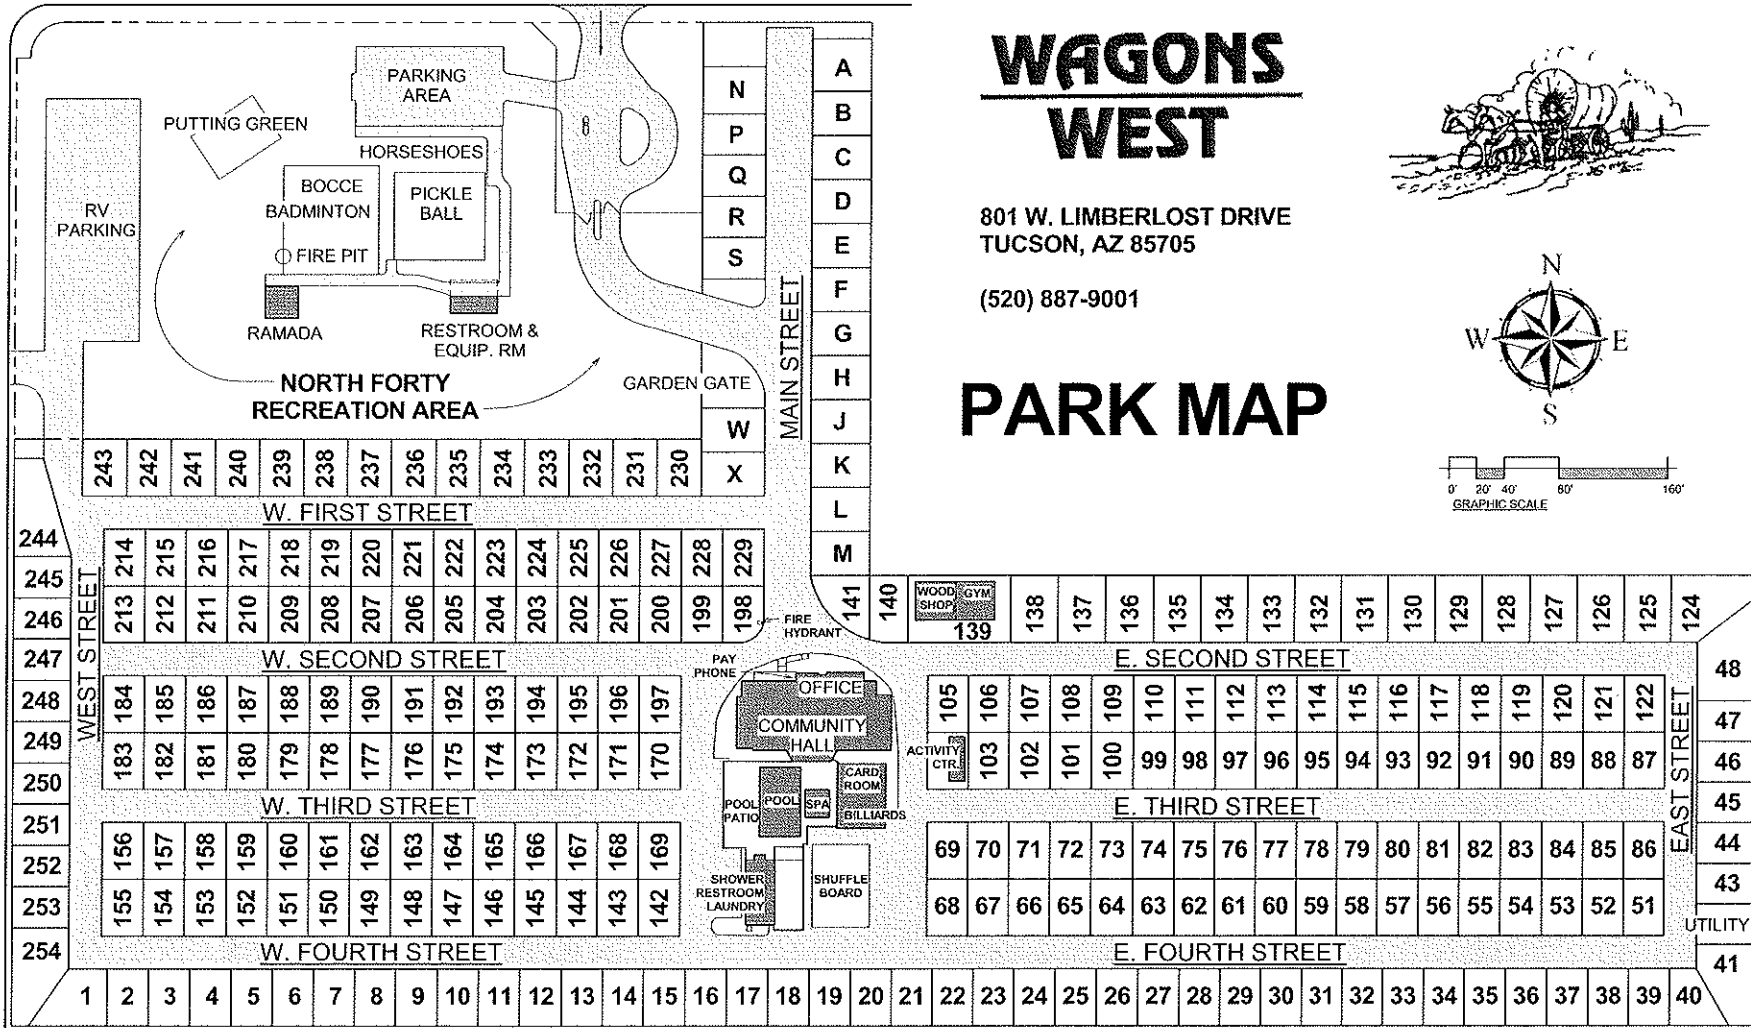 WAGONS
WEST
801 W. LIMBERLOST DRIVE
TUCSON, AZ 85705
(520) 887-9001
PARK MAP
N
W
E
S
0' 20' 40' 80' 160'
GRAPHIC SCALE
PARKING
AREA
PUTTING GREEN
HORSESHOES
BOCCE
BADMINTON
PICKLE
BALL
RV
PARKING
FIRE PIT
RAMADA
RESTROOM &
EQUIP. RM
NORTH FORTY
RECREATION AREA
GARDEN GATE
MAIN STREET
N
P
Q
R
S
W
X
A
B
C
D
E
F
G
H
J
K
L
M
243 242 241 240 239 238 237 236 235 234 233 232 231 230
W. FIRST STREET
214 215 216 217 218 219 220 221 222 223 224 225 226 227 228 229
213 212 211 210 209 208 207 206 205 204 203 202 201 200 199 198
FIRE
HYDRANT
141 140
WOOD
SHOP
GYM
139
138 137 136 135 134 133 132 131 130 129 128 127 126 125 124
W. SECOND STREET
E. SECOND STREET
WEST STREET
EAST STREET
244
245
246
247
248
249
250
251
252
253
254
184 185 186 187 188 189 190 191 192 193 194 195 196 197
183 182 181 180 179 178 177 176 175 174 173 172 171 170
PAY
PHONE
OFFICE
COMMUNITY
HALL
ACTIVITY
CTR.
CARD
ROOM
BILLIARDS
POOL
PATIO
POOL
SPA
SHOWER
RESTROOM
LAUNDRY
SHUFFLE
BOARD
105 106 107 108 109 110 111 112 113 114 115 116 117 118 119 120 121 122
103 102 101 100 99 98 97 96 95 94 93 92 91 90 89 88 87
W. THIRD STREET
E. THIRD STREET
156 157 158 159 160 161 162 163 164 165 166 167 168 169
155 154 153 152 151 150 149 148 147 146 145 144 143 142
69 70 71 72 73 74 75 76 77 78 79 80 81 82 83 84 85 86
68 67 66 65 64 63 62 61 60 59 58 57 56 55 54 53 52 51
48
47
46
45
44
43
UTILITY
41
W. FOURTH STREET
E. FOURTH STREET
1 2 3 4 5 6 7 8 9 10 11 12 13 14 15 16 17 18 19 20 21 22 23 24 25 26 27 28 29 30 31 32 33 34 35 36 37 38 39 40